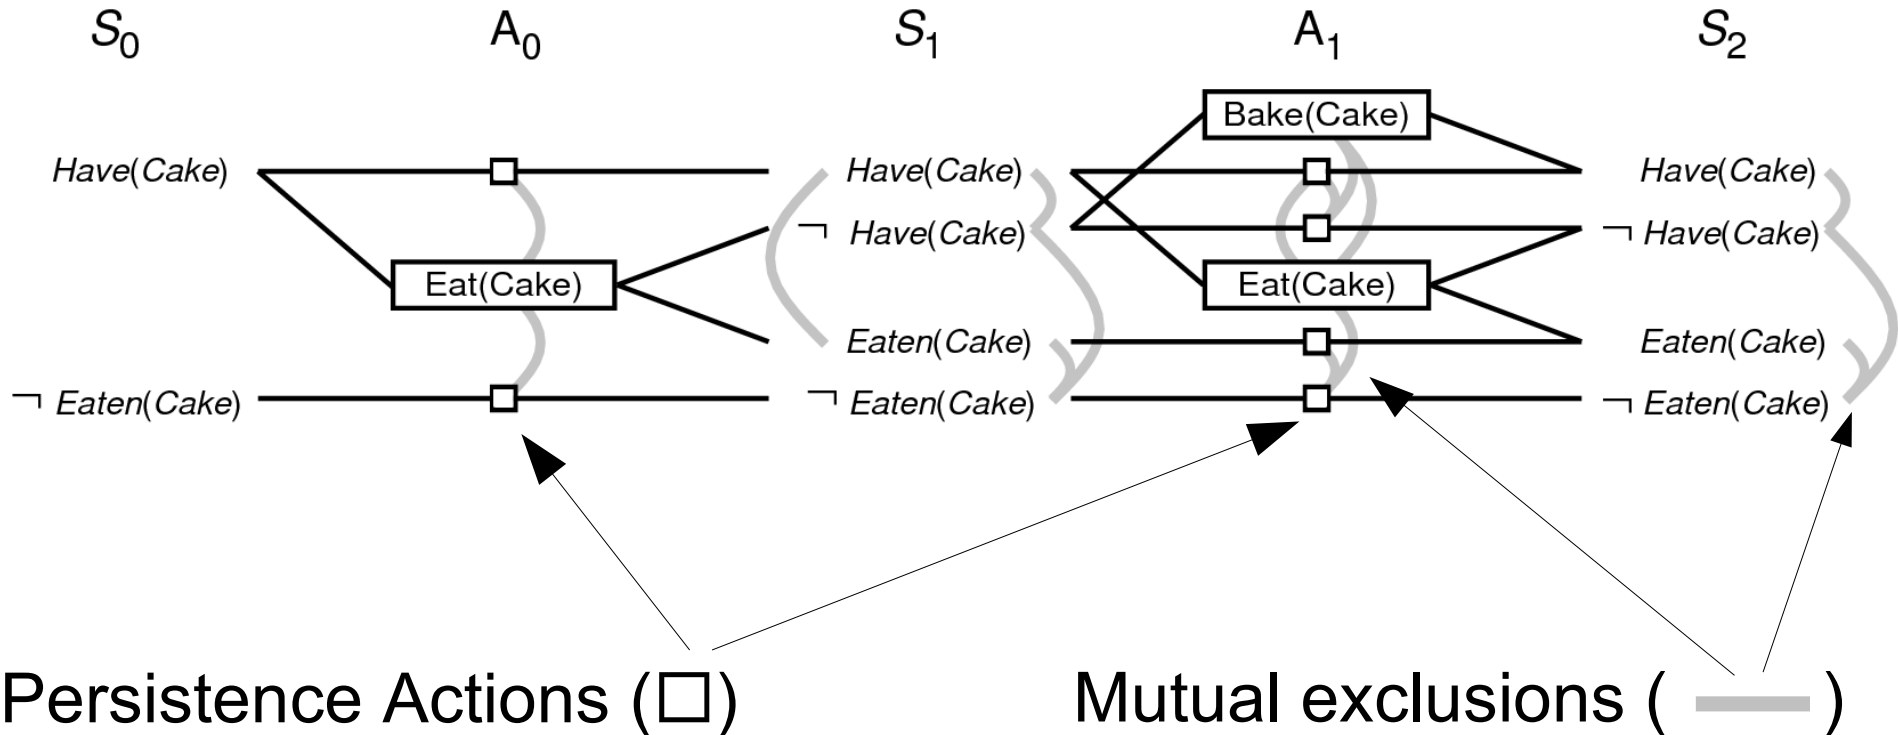 S0 A0 S1 A1 S2
Bake(Cake)
Have(Cake) Have(Cake) Have(Cake)
¬ Have(Cake) ¬ Have(Cake)
Eat(Cake) Eat(Cake)
Eaten(Cake) Eaten(Cake)
¬ Eaten(Cake) ¬ Eaten(Cake) ¬ Eaten(Cake)
Persistence Actions (□) Mutual exclusions ( )